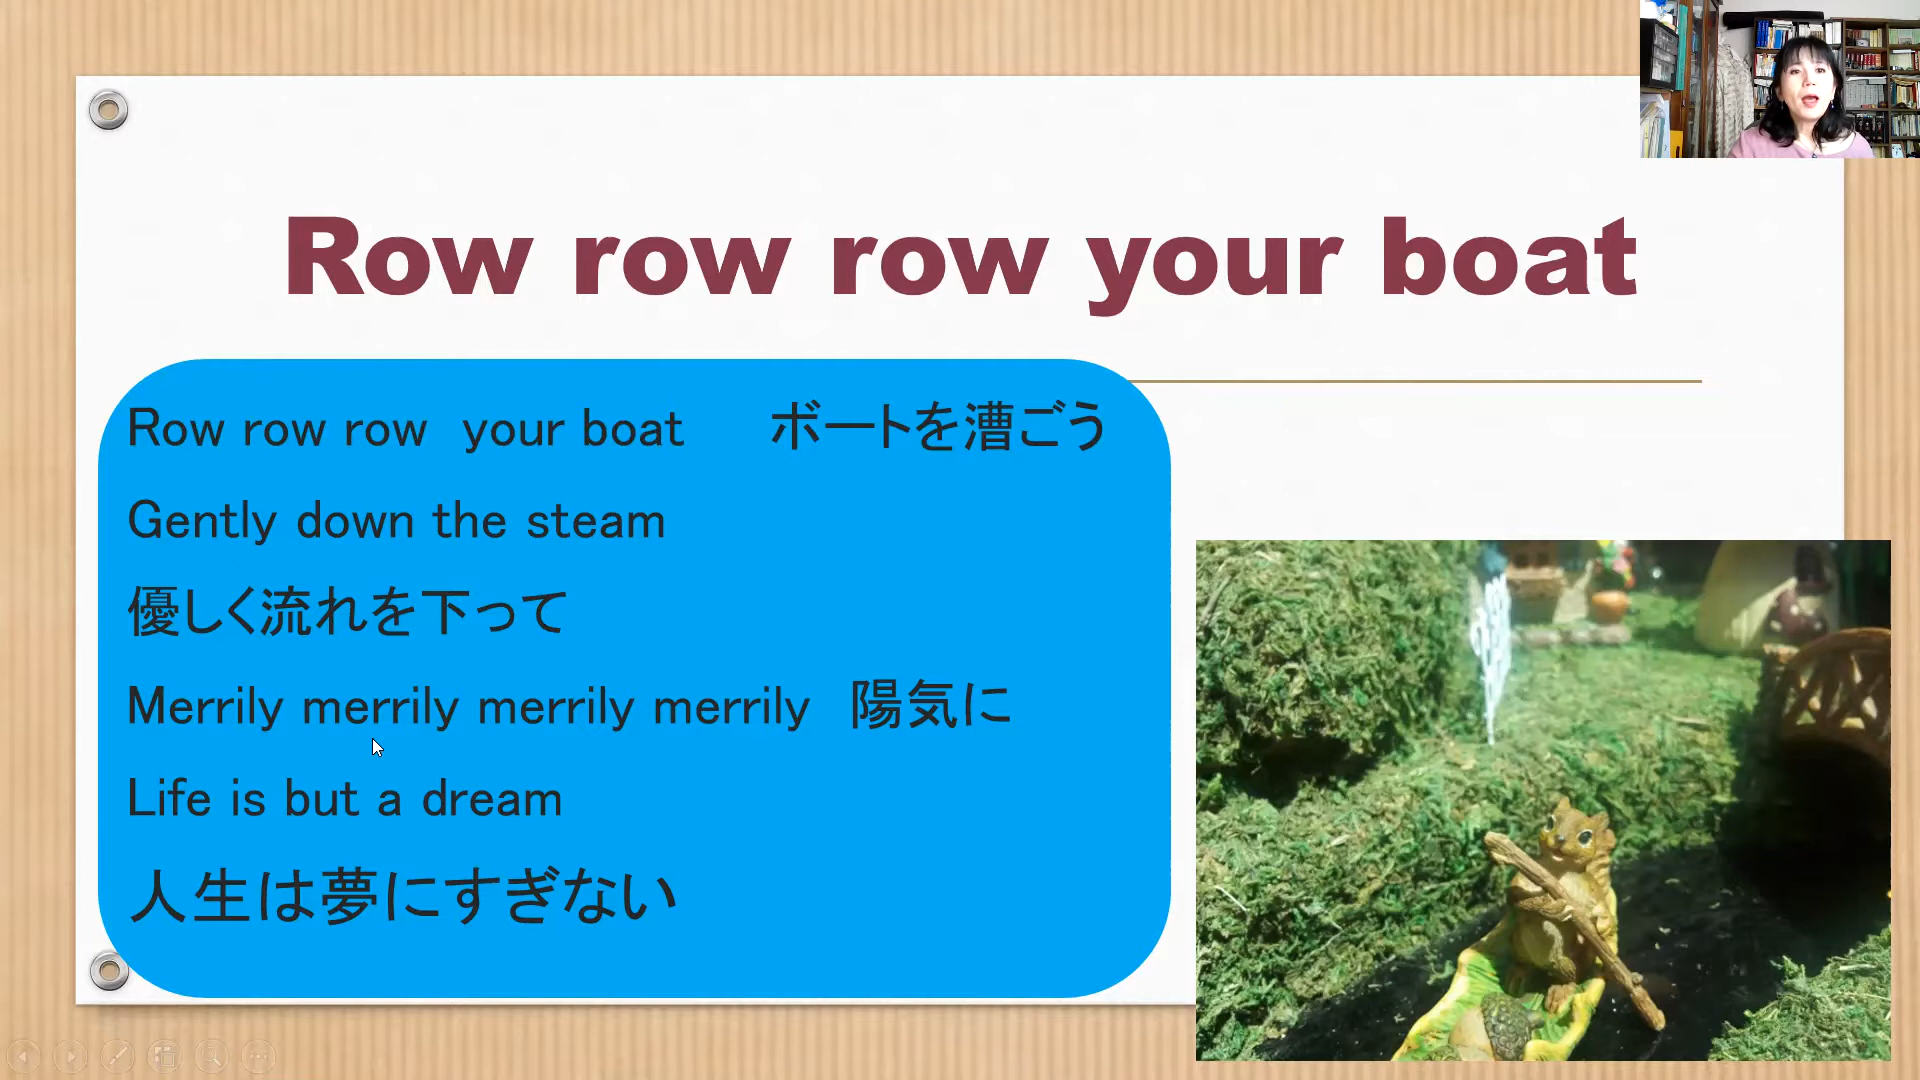 Row row row your boat
Row row row your boat ボートを漕ごう
Gently down the steam
優しく流れを下って
Merrily merrily merrily merrily 陽気に
Life is but a dream
人生は夢にすぎない